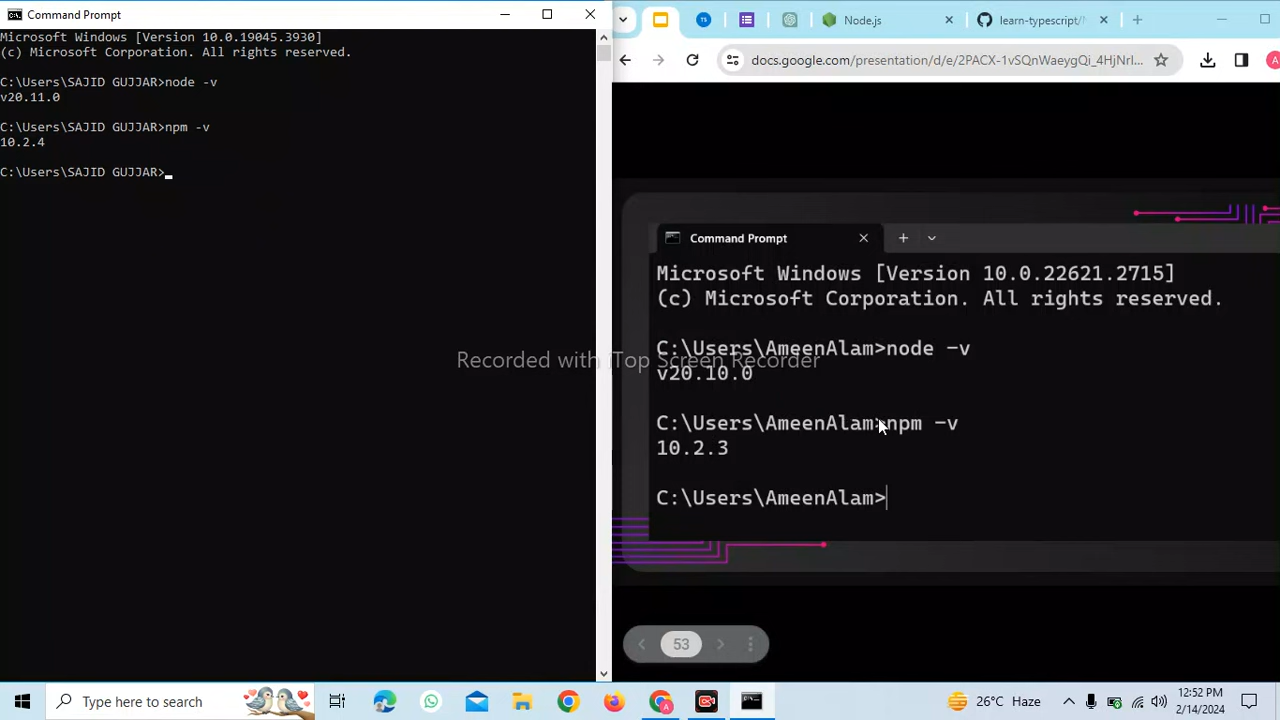 Command Prompt
Microsoft Windows [Version 10.0.19045.3930]
(c) Microsoft Corporation. All rights reserved.
C:\Users\SAJID GUJJAR>node -v
v20.11.0
C:\Users\SAJID GUJJAR>npm -v
10.2.4
C:\Users\SAJID GUJJAR>
Node.js
learn-typescript/
docs.google.com/presentation/d/e/2PACX-1vSQnWaeygQi_4HjNrl...
A
Command Prompt
Microsoft Windows [Version 10.0.22621.2715]
(c) Microsoft Corporation. All rights reserved.
C:\Users\AmeenAlam>node -v
v20.10.0
C:\Users\AmeenAlam>npm -v
10.2.3
C:\Users\AmeenAlam>
Recorded with iTop Screen Recorder
53
Type here to search
26°C Haze
12:52 PM
2/14/2024